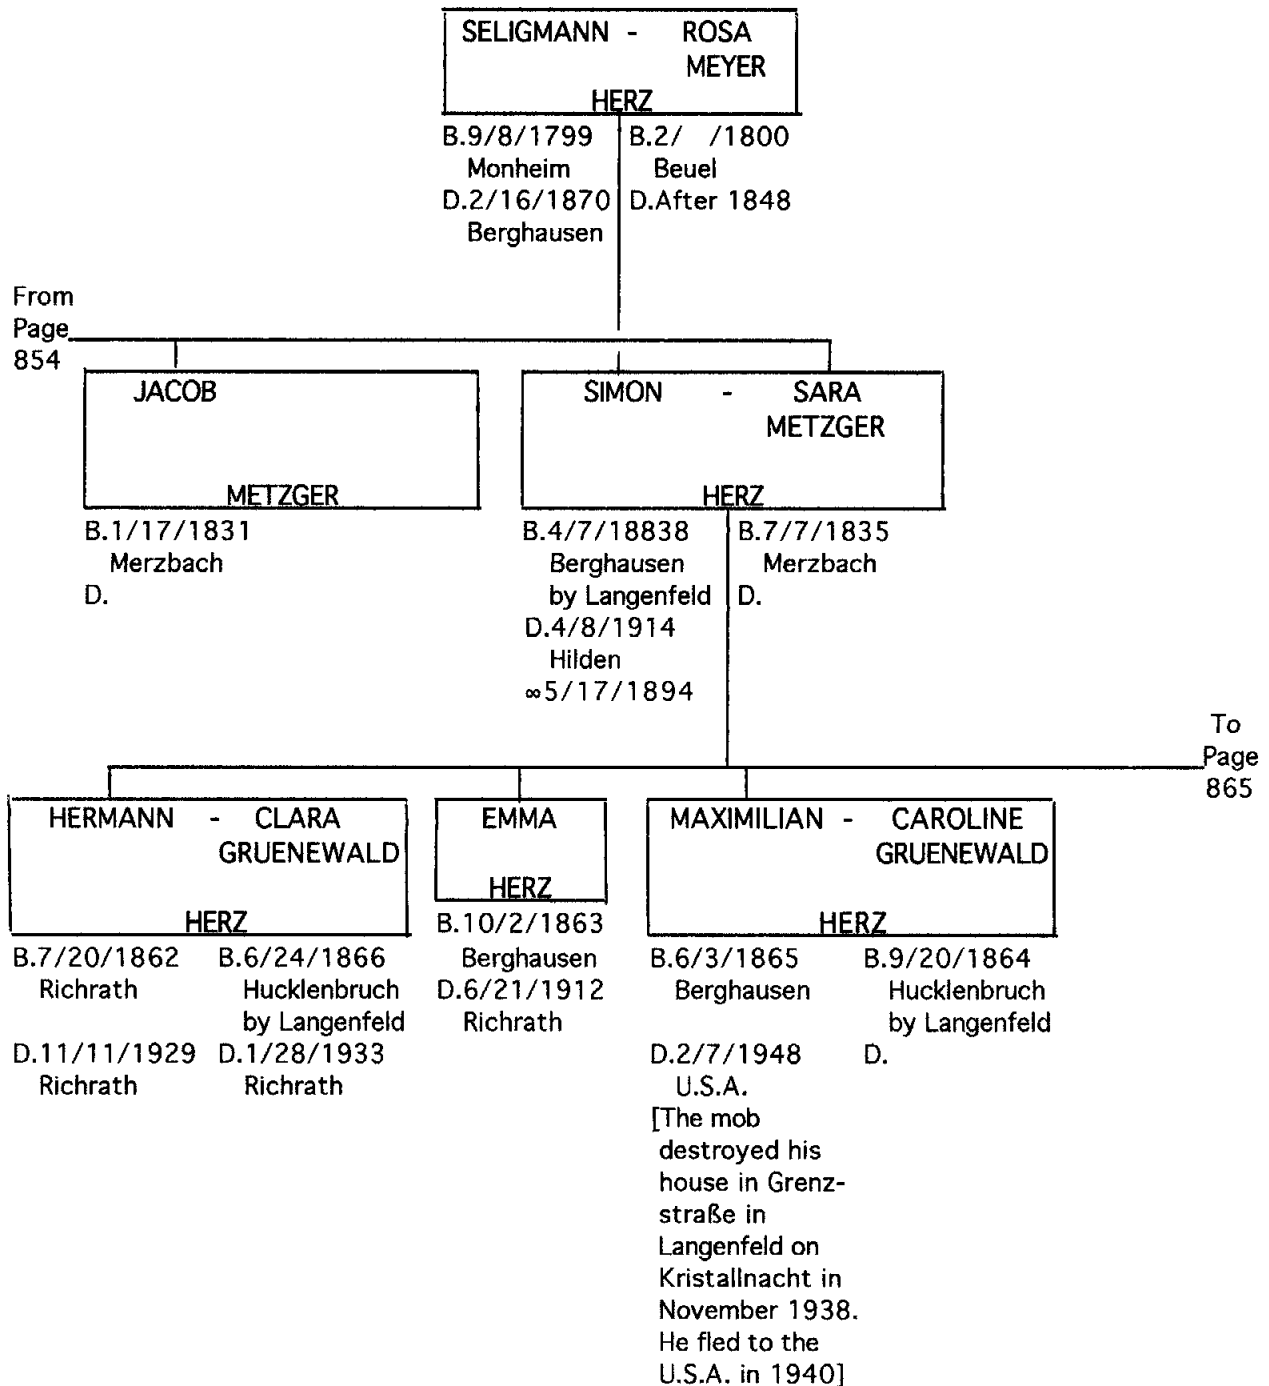 SELIGMANN - ROSA
MEYER
HERZ
B.9/8/1799
Monheim
D.2/16/1870
Berghausen
B.2/ /1800
Beuel
D.After 1848
From
Page
854
JACOB
METZGER
B.1/17/1831
Merzbach
D.
SIMON - SARA
METZGER
HERZ
B.4/7/18838
Berghausen
by Langenfeld
D.4/8/1914
Hilden
∞5/17/1894
B.7/7/1835
Merzbach
D.
To
Page
865
HERMANN - CLARA
GRUENEWALD
HERZ
B.7/20/1862
Richrath
D.11/11/1929
Richrath
B.6/24/1866
Hucklenbruch
by Langenfeld
D.1/28/1933
Richrath
EMMA
HERZ
B.10/2/1863
Berghausen
D.6/21/1912
Richrath
MAXIMILIAN - CAROLINE
GRUENEWALD
HERZ
B.6/3/1865
Berghausen
D.2/7/1948
U.S.A.
[The mob
destroyed his
house in Grenz-
straße in
Langenfeld on
Kristallnacht in
November 1938.
He fled to the
U.S.A. in 1940]
B.9/20/1864
Hucklenbruch
by Langenfeld
D.